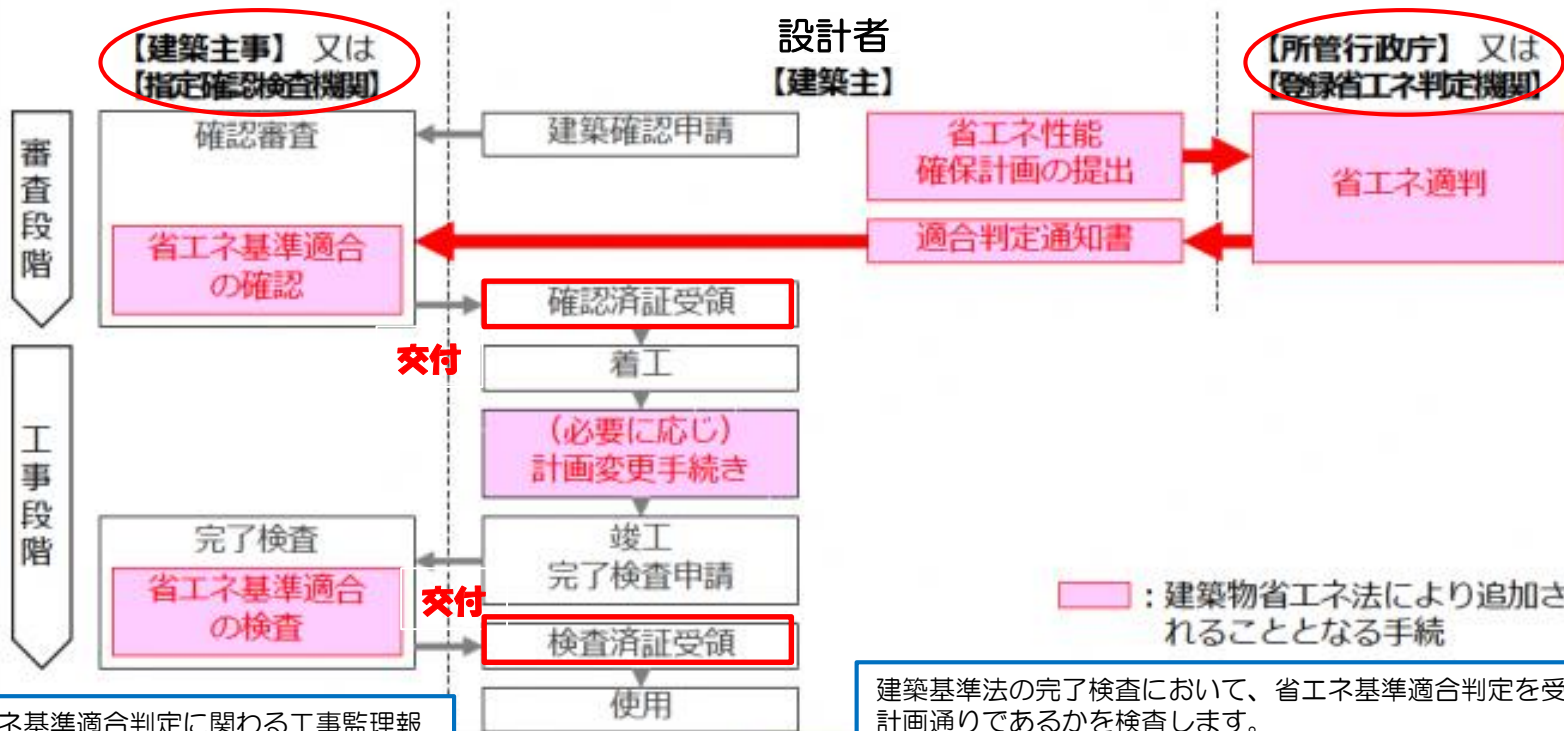 設計者
【建築主事】 又は
【指定確認検査機関】
【建築主】
【所管行政庁】 又は
【登録省エネ判定機関】
審査段階
確認審査
建築確認申請
省エネ性能
確保計画の提出
省エネ適判
省エネ基準適合
の確認
適合判定通知書
確認済証受領
交付
着工
工事段階
(必要に応じ)
計画変更手続き
完了検査
竣工
完了検査申請
省エネ基準適合
の検査
交付
検査済証受領
使用
:建築物省エネ法により追加さ
れることとなる手続
ネ基準適合判定に関わる工事監理報
建築基準法の完了検査において、省エネ基準適合判定を受
計画通りであるかを検査します。